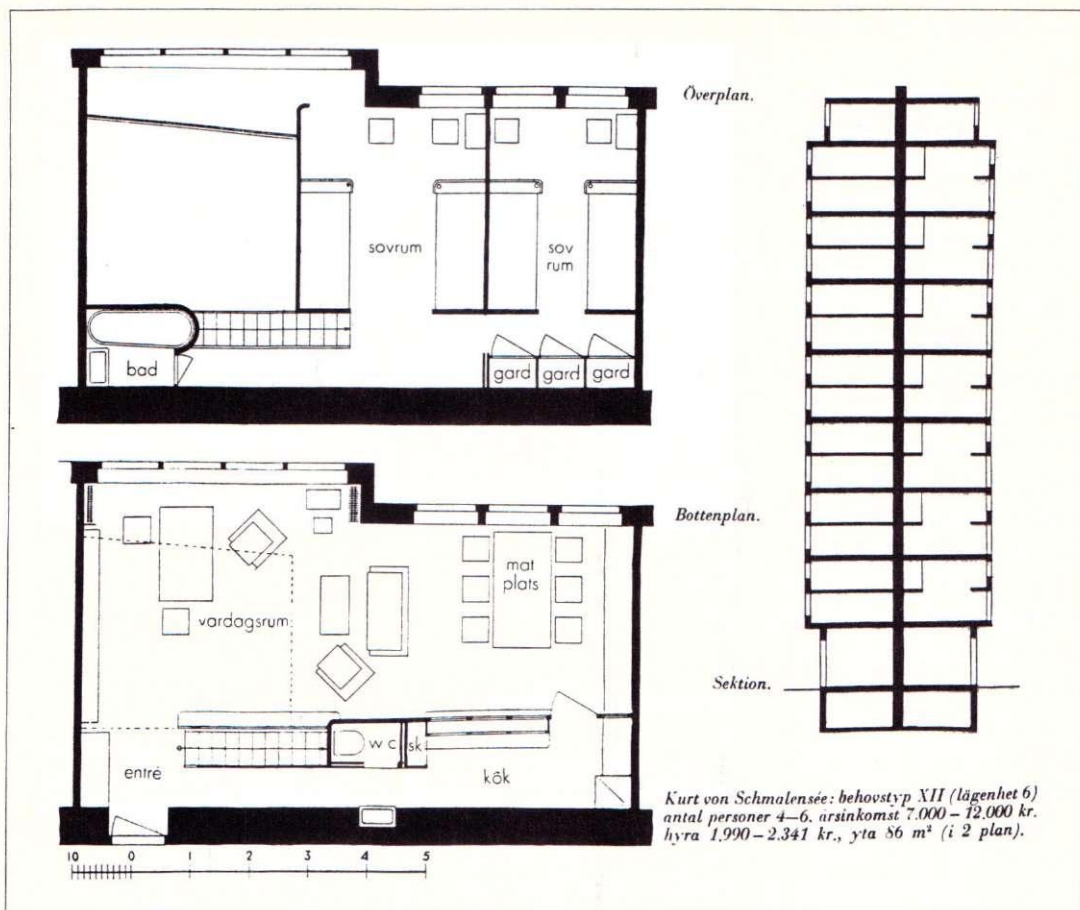 Överplan.
sovrum
sov
rum
bad
gard
gard
gard
Bottenplan.
mat
plats
vardagsrum
wc
sk
entré
kök
10 0 1 2 3 4 5
Sektion.
Kurt von Schmalensée: behovstyp XII (lägenhet 6)
antal personer 4—6. årsinkomst 7.000 – 12.000 kr.
hyra 1.990 – 2.341 kr., yta 86 m² (i 2 plan).